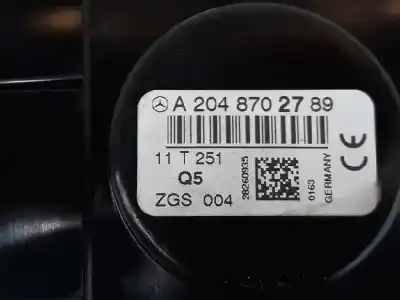 A 204 870 27 89
11 T 251
Q5
ZGS 004
28260935
0163
GERMANY
CE